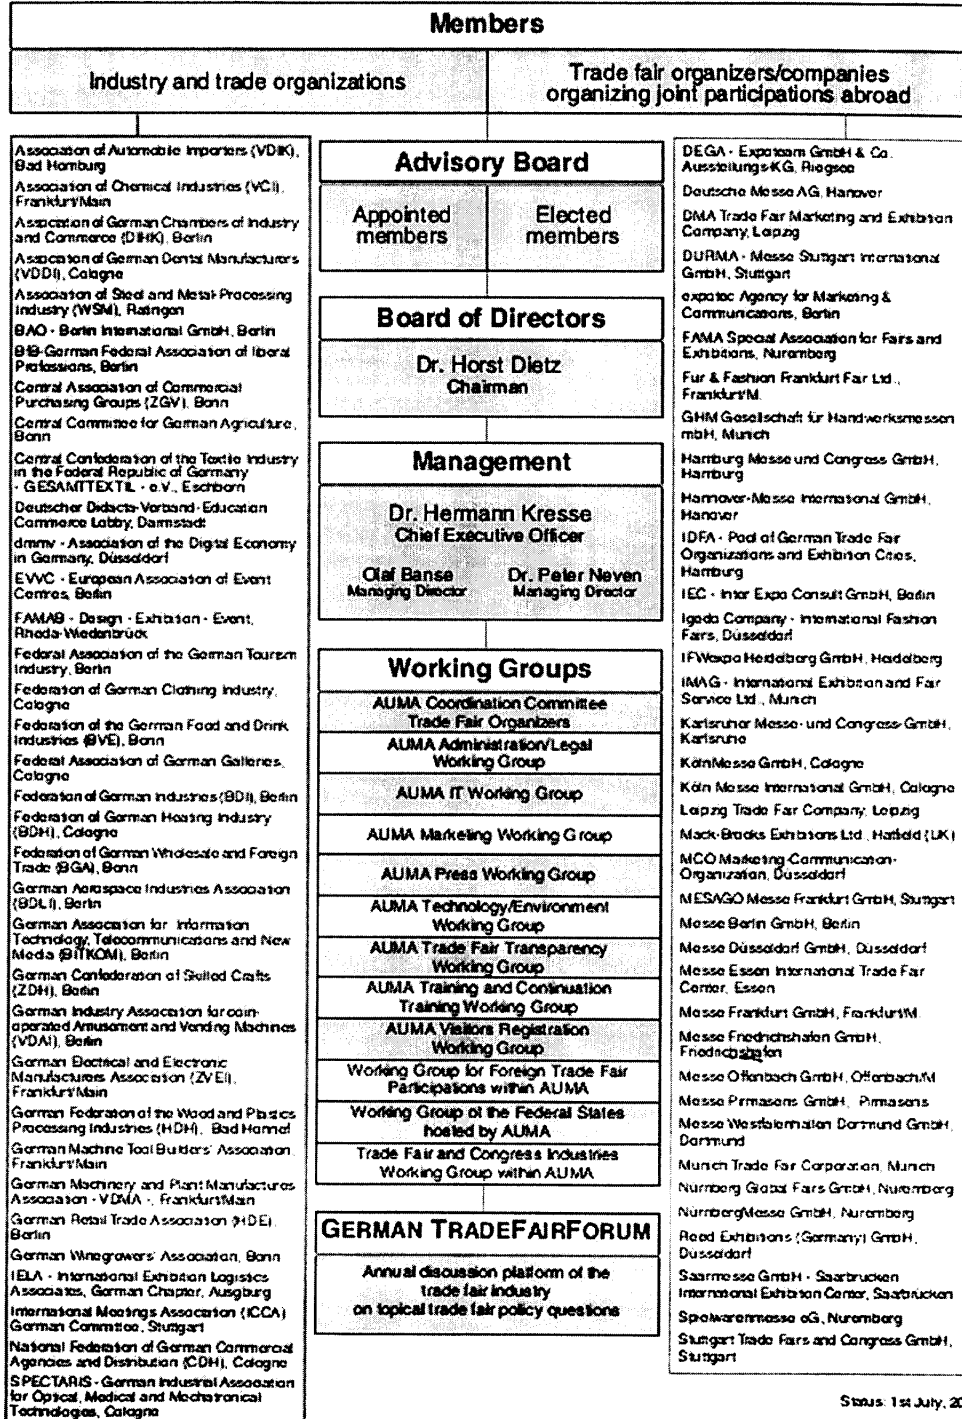 Members
Industry and trade organizations
Trade fair organizers/companies
organizing joint participations abroad
Association of Automobile Importers (VDIK),
Bad Homburg
Association of Chemical Industries (VCI),
Frankfurt/Main
Association of German Chambers of Industry
and Commerce (DIHK), Berlin
Association of German Dental Manufacturers
(VDDI), Cologne
Association of Steel and Metal-Processing
Industry (WSM), Ratingen
BAO - Berlin International GmbH, Berlin
BfB-German Federal Association of liberal
Professions, Berlin
Central Association of Commercial
Purchasing Groups (ZGV), Bonn
Central Committee for German Agriculture,
Bonn
Central Confederation of the Textile Industry
in the Federal Republic of Germany
- GESAMTTEXTIL - e.V., Eschborn
Deutscher Didacta-Verband-Education
Commerce Lobby, Darmstadt
dmmv - Association of the Digital Economy
in Germany, Düsseldorf
EVVC - European Association of Event
Centres, Berlin
FAMAB - Design - Exhibition - Event,
Rheda-Wiedenbrück
Federal Association of the German Tourism
Industry, Berlin
Federation of German Clothing Industry,
Cologne
Federation of the German Food and Drink
Industries (BVE), Bonn
Federal Association of German Galleries,
Cologne
Federation of German Industries (BDI), Berlin
Federation of German Heating Industry
(BDH), Cologne
Federation of German Wholesale and Foreign
Trade (BGA), Bonn
German Aerospace Industries Association
(BDLI), Berlin
German Association for Information
Technology, Telecommunications and New
Media (BITKOM), Berlin
German Confederation of Skilled Crafts
(ZDH), Berlin
German Industry Association for coin-
operated Amusement and Vending Machines
(VDAI), Berlin
German Electrical and Electronic
Manufacturers Association (ZVEI),
Frankfurt/Main
German Federation of the Wood and Plastics
Processing Industries (HDH), Bad Honnef
German Machine Tool Builders' Association,
Frankfurt/Main
German Machinery and Plant Manufacturers
Association - VDMA -, Frankfurt/Main
German Retail Trade Association (HDE),
Berlin
German Winegrowers' Association, Bonn
IELA - International Exhibition Logistics
Associates, German Chapter, Augsburg
International Meetings Association (ICCA)
German Committee, Stuttgart
National Federation of German Commercial
Agencies and Distribution (CDH), Cologne
SPECTARIS - German Industrial Association
for Optical, Medical and Mechatronical
Technologies, Cologne
Advisory Board
Appointed
members
Elected
members
Board of Directors
Dr. Horst Dietz
Chairman
Management
Dr. Hermann Kresse
Chief Executive Officer
Olaf Banse
Managing Director
Dr. Peter Neven
Managing Director
Working Groups
AUMA Coordination Committee
Trade Fair Organizers
AUMA Administration/Legal
Working Group
AUMA IT Working Group
AUMA Marketing Working Group
AUMA Press Working Group
AUMA Technology/Environment
Working Group
AUMA Trade Fair Transparency
Working Group
AUMA Training and Continuation
Training Working Group
AUMA Visitors Registration
Working Group
Working Group for Foreign Trade Fair
Participations within AUMA
Working Group of the Federal States
hosted by AUMA
Trade Fair and Congress Industries
Working Group within AUMA
GERMAN TRADEFAIRFORUM
Annual discussion platform of the
trade fair industry
on topical trade fair policy questions
DEGA - Expoteam GmbH & Co.
Ausstellungs-KG, Riegsee
Deutsche Messe AG, Hanover
DMA Trade Fair Marketing and Exhibition
Company, Leipzig
DURMA - Messe Stuttgart International
GmbH, Stuttgart
expotec Agency for Marketing &
Communications, Berlin
FAMA Special Association for Fairs and
Exhibitions, Nuremberg
Fur & Fashion Frankfurt Fair Ltd.,
Frankfurt/M.
GHM Gesellschaft für Handwerksmessen
mbH, Munich
Hamburg Messe und Congress GmbH,
Hamburg
Hannover-Messe International GmbH,
Hanover
IDFA - Pool of German Trade Fair
Organizations and Exhibition Cities,
Hamburg
IEC - Inter Expo Consult GmbH, Berlin
Igedo Company - International Fashion
Fairs, Düsseldorf
IFWexpo Heidelberg GmbH, Heidelberg
IMAG - International Exhibition and Fair
Service Ltd., Munich
Karlsruher Messe- und Congress-GmbH,
Karlsruhe
KölnMesse GmbH, Cologne
Köln Messe International GmbH, Cologne
Leipzig Trade Fair Company, Leipzig
Mack-Brooks Exhibitions Ltd., Hatfield (UK)
MCO Marketing-Communication-
Organization, Düsseldorf
MESAGO Messe Frankfurt GmbH, Stuttgart
Messe Berlin GmbH, Berlin
Messe Düsseldorf GmbH, Düsseldorf
Messe Essen International Trade Fair
Center, Essen
Messe Frankfurt GmbH, Frankfurt/M.
Messe Friedrichshafen GmbH,
Friedrichshafen
Messe Offenbach GmbH, Offenbach/M
Messe Pirmasens GmbH, Pirmasens
Messe Westfalenhallen Dortmund GmbH,
Dortmund
Munich Trade Fair Corporation, Munich
Nürnberg Global Fairs GmbH, Nuremberg
NürnbergMesse GmbH, Nuremberg
Reed Exhibitions (Germany) GmbH,
Düsseldorf
Saarmesse GmbH - Saarbrücken
International Exhibition Center, Saarbrücken
Spielwarenmesse eG, Nuremberg
Stuttgart Trade Fairs and Congress GmbH,
Stuttgart
Status: 1st July, 20